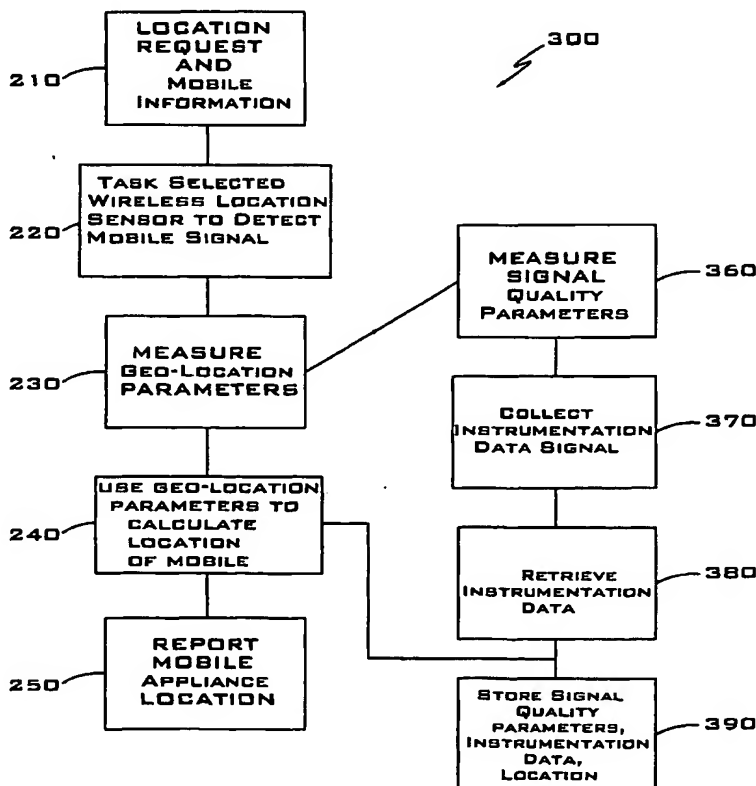 300
210
LOCATION
REQUEST
AND
MOBILE
INFORMATION
220
TASK SELECTED
WIRELESS LOCATION
SENSOR TO DETECT
MOBILE SIGNAL
230
MEASURE
GEO-LOCATION
PARAMETERS
240
USE GEO-LOCATION
PARAMETERS TO
CALCULATE
LOCATION
OF MOBILE
250
REPORT
MOBILE
APPLIANCE
LOCATION
MEASURE
SIGNAL
QUALITY
PARAMETERS
360
COLLECT
INSTRUMENTATION
DATA SIGNAL
370
RETRIEVE
INSTRUMENTATION
DATA
380
STORE SIGNAL
QUALITY
PARAMETERS,
INSTRUMENTATION
DATA,
LOCATION
390